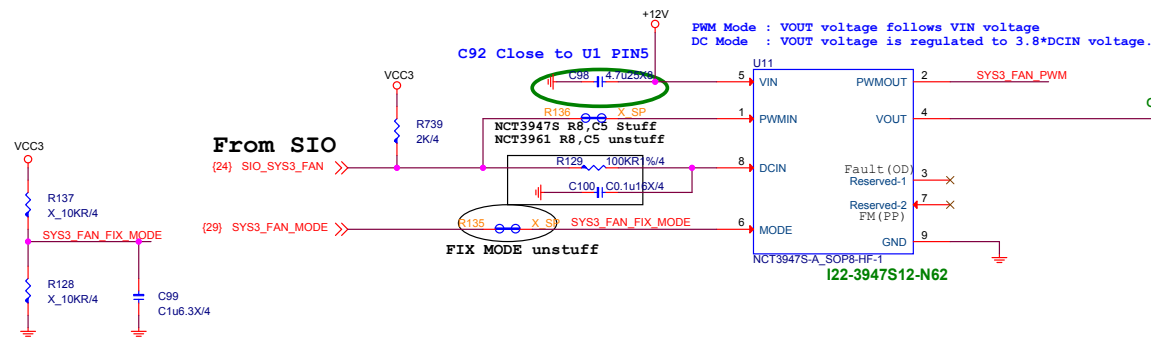 +12V
PWM Mode : VOUT voltage follows VIN voltage
DC Mode : VOUT voltage is regulated to 3.8*DCIN voltage.
C92 Close to U1 PIN5
U11
C98 4.7u25X8
5 VIN
PWMOUT 2 SYS3_FAN_PWM
VCC3
R136 X_SP
1 PWMIN
VOUT 4
NCT3947S R8,C5 Stuff
NCT3961 R8,C5 unstuff
R739
2K/4
From SIO
VCC3
{24} SIO_SYS3_FAN
R129 100KR1%/4
8 DCIN
Fault(OD)
Reserved-1 3
C100 C0.1u16X/4
R137
X_10KR/4
Reserved-2 7
FM(PP)
SYS3_FAN_FIX_MODE
{29} SYS3_FAN_MODE
R135 X_SP SYS3_FAN_FIX_MODE
6 MODE
GND 9
FIX MODE unstuff
NCT3947S-A_SOP8-HF-1
I22-3947S12-N62
R128
X_10KR/4
C99
C1u6.3X/4